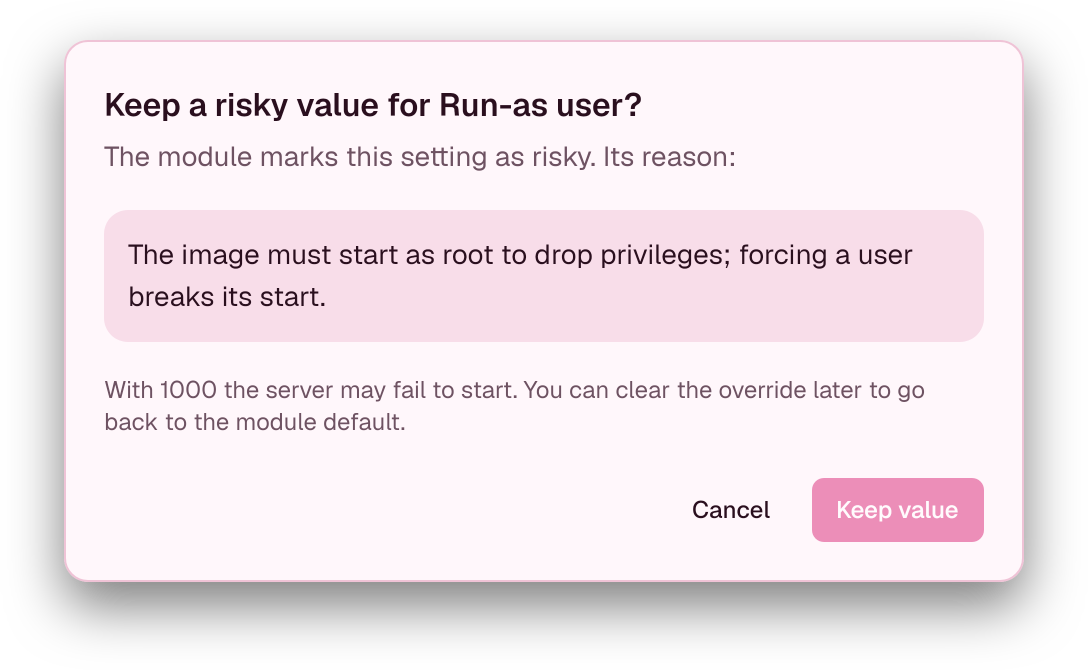 Keep a risky value for Run-as user?
The module marks this setting as risky. Its reason:
The image must start as root to drop privileges; forcing a user
breaks its start.
With 1000 the server may fail to start. You can clear the override later to go
back to the module default.
Cancel
Keep value